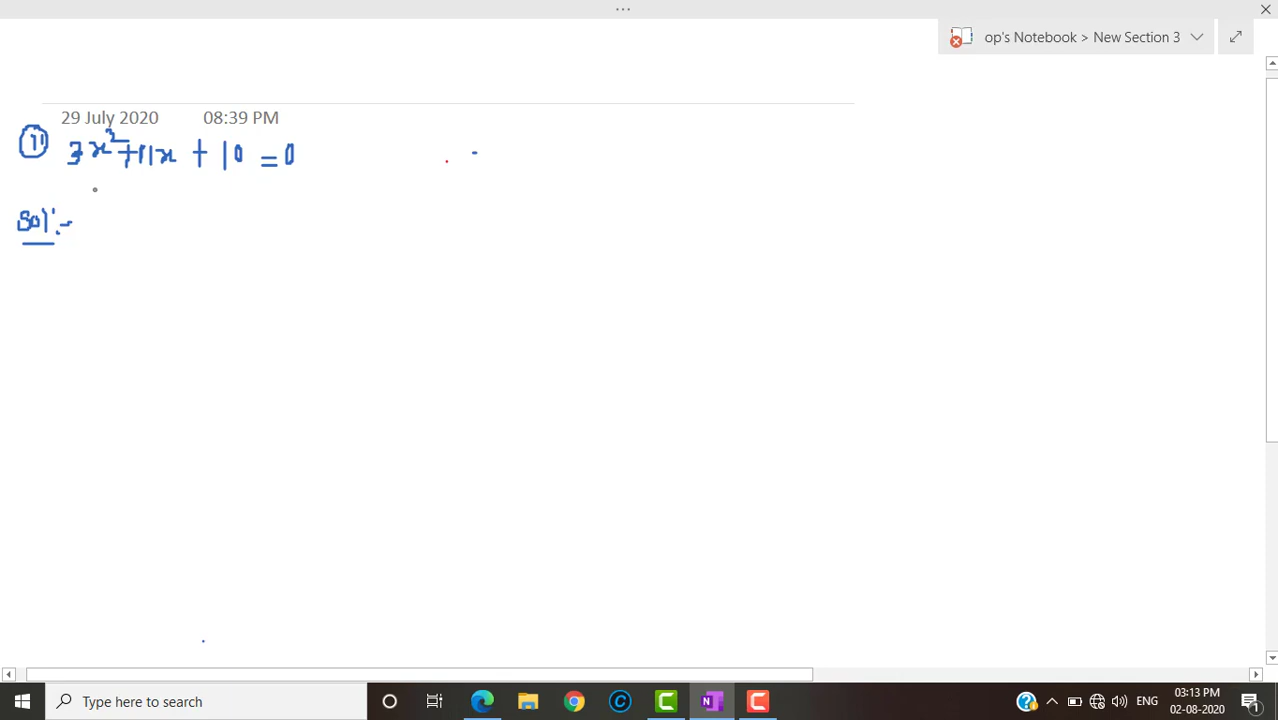 ...
op's Notebook > New Section 3
29 July 2020 08:39 PM
3x²+11x + 10 =0
Sol:-
Type here to search
ENG
03:13 PM
02-08-2020
1